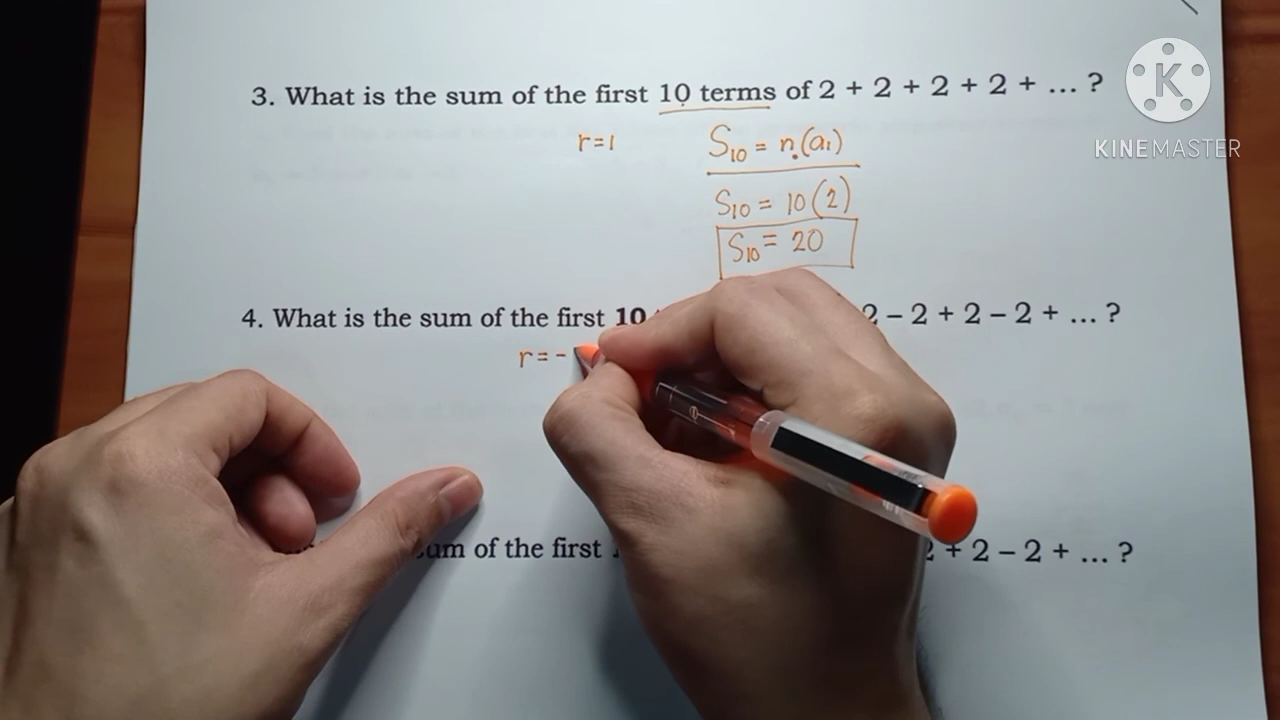 3. What is the sum of the first 10 terms of 2 + 2 + 2 + 2 + ... ?
KINEMASTER
r=1
S10 = n(a1)
S10 = 10(2)
S10 = 20
4. What is the sum of the first 10 2 – 2 + 2 – 2 + ... ?
r = -
of the first + 2 – 2 + ... ?